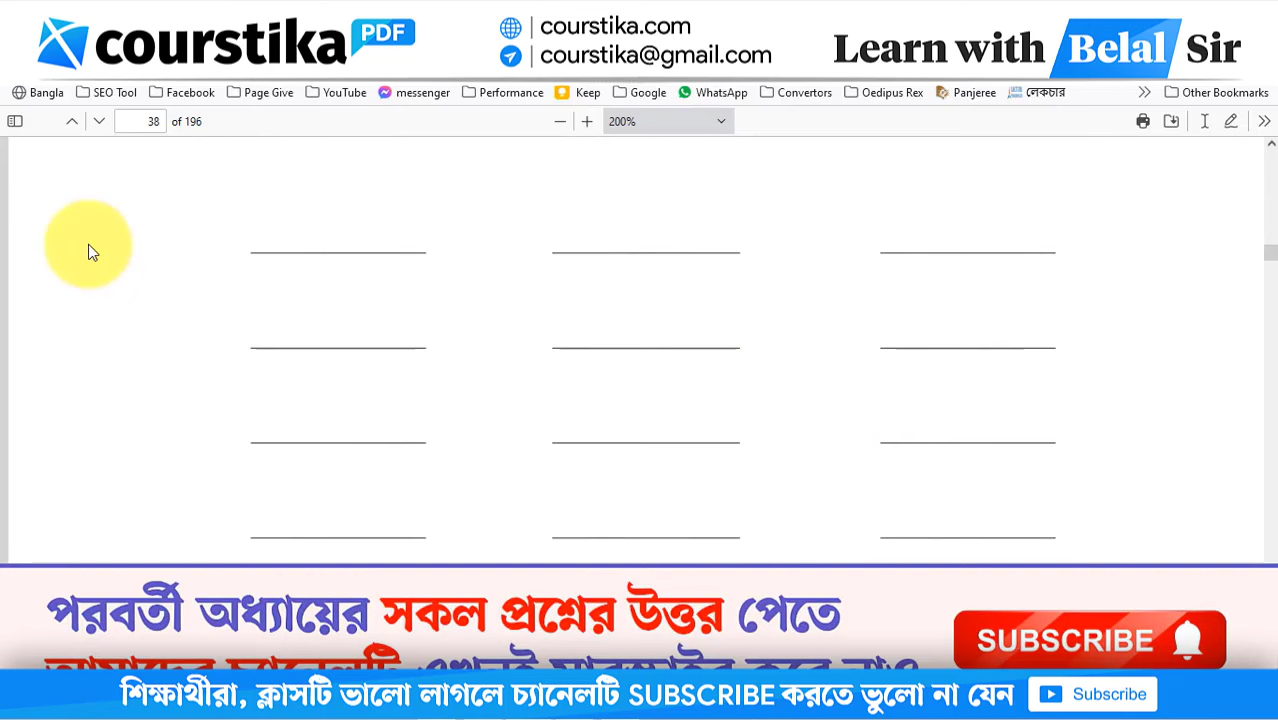 courstika PDF
courstika.com
courstika@gmail.com
Learn with Belal Sir
Bangla SEO Tool Facebook Page Give YouTube messenger Performance Keep Google WhatsApp Convertors Oedipus Rex Panjeree লেকচার Other Bookmarks
38 of 196 200%
পরবর্তী অধ্যায়ের সকল প্রশ্নের উত্তর পেতে
SUBSCRIBE
শিক্ষার্থীরা, ক্লাসটি ভালো লাগলে চ্যানেলটি SUBSCRIBE করতে ভুলো না যেন
Subscribe